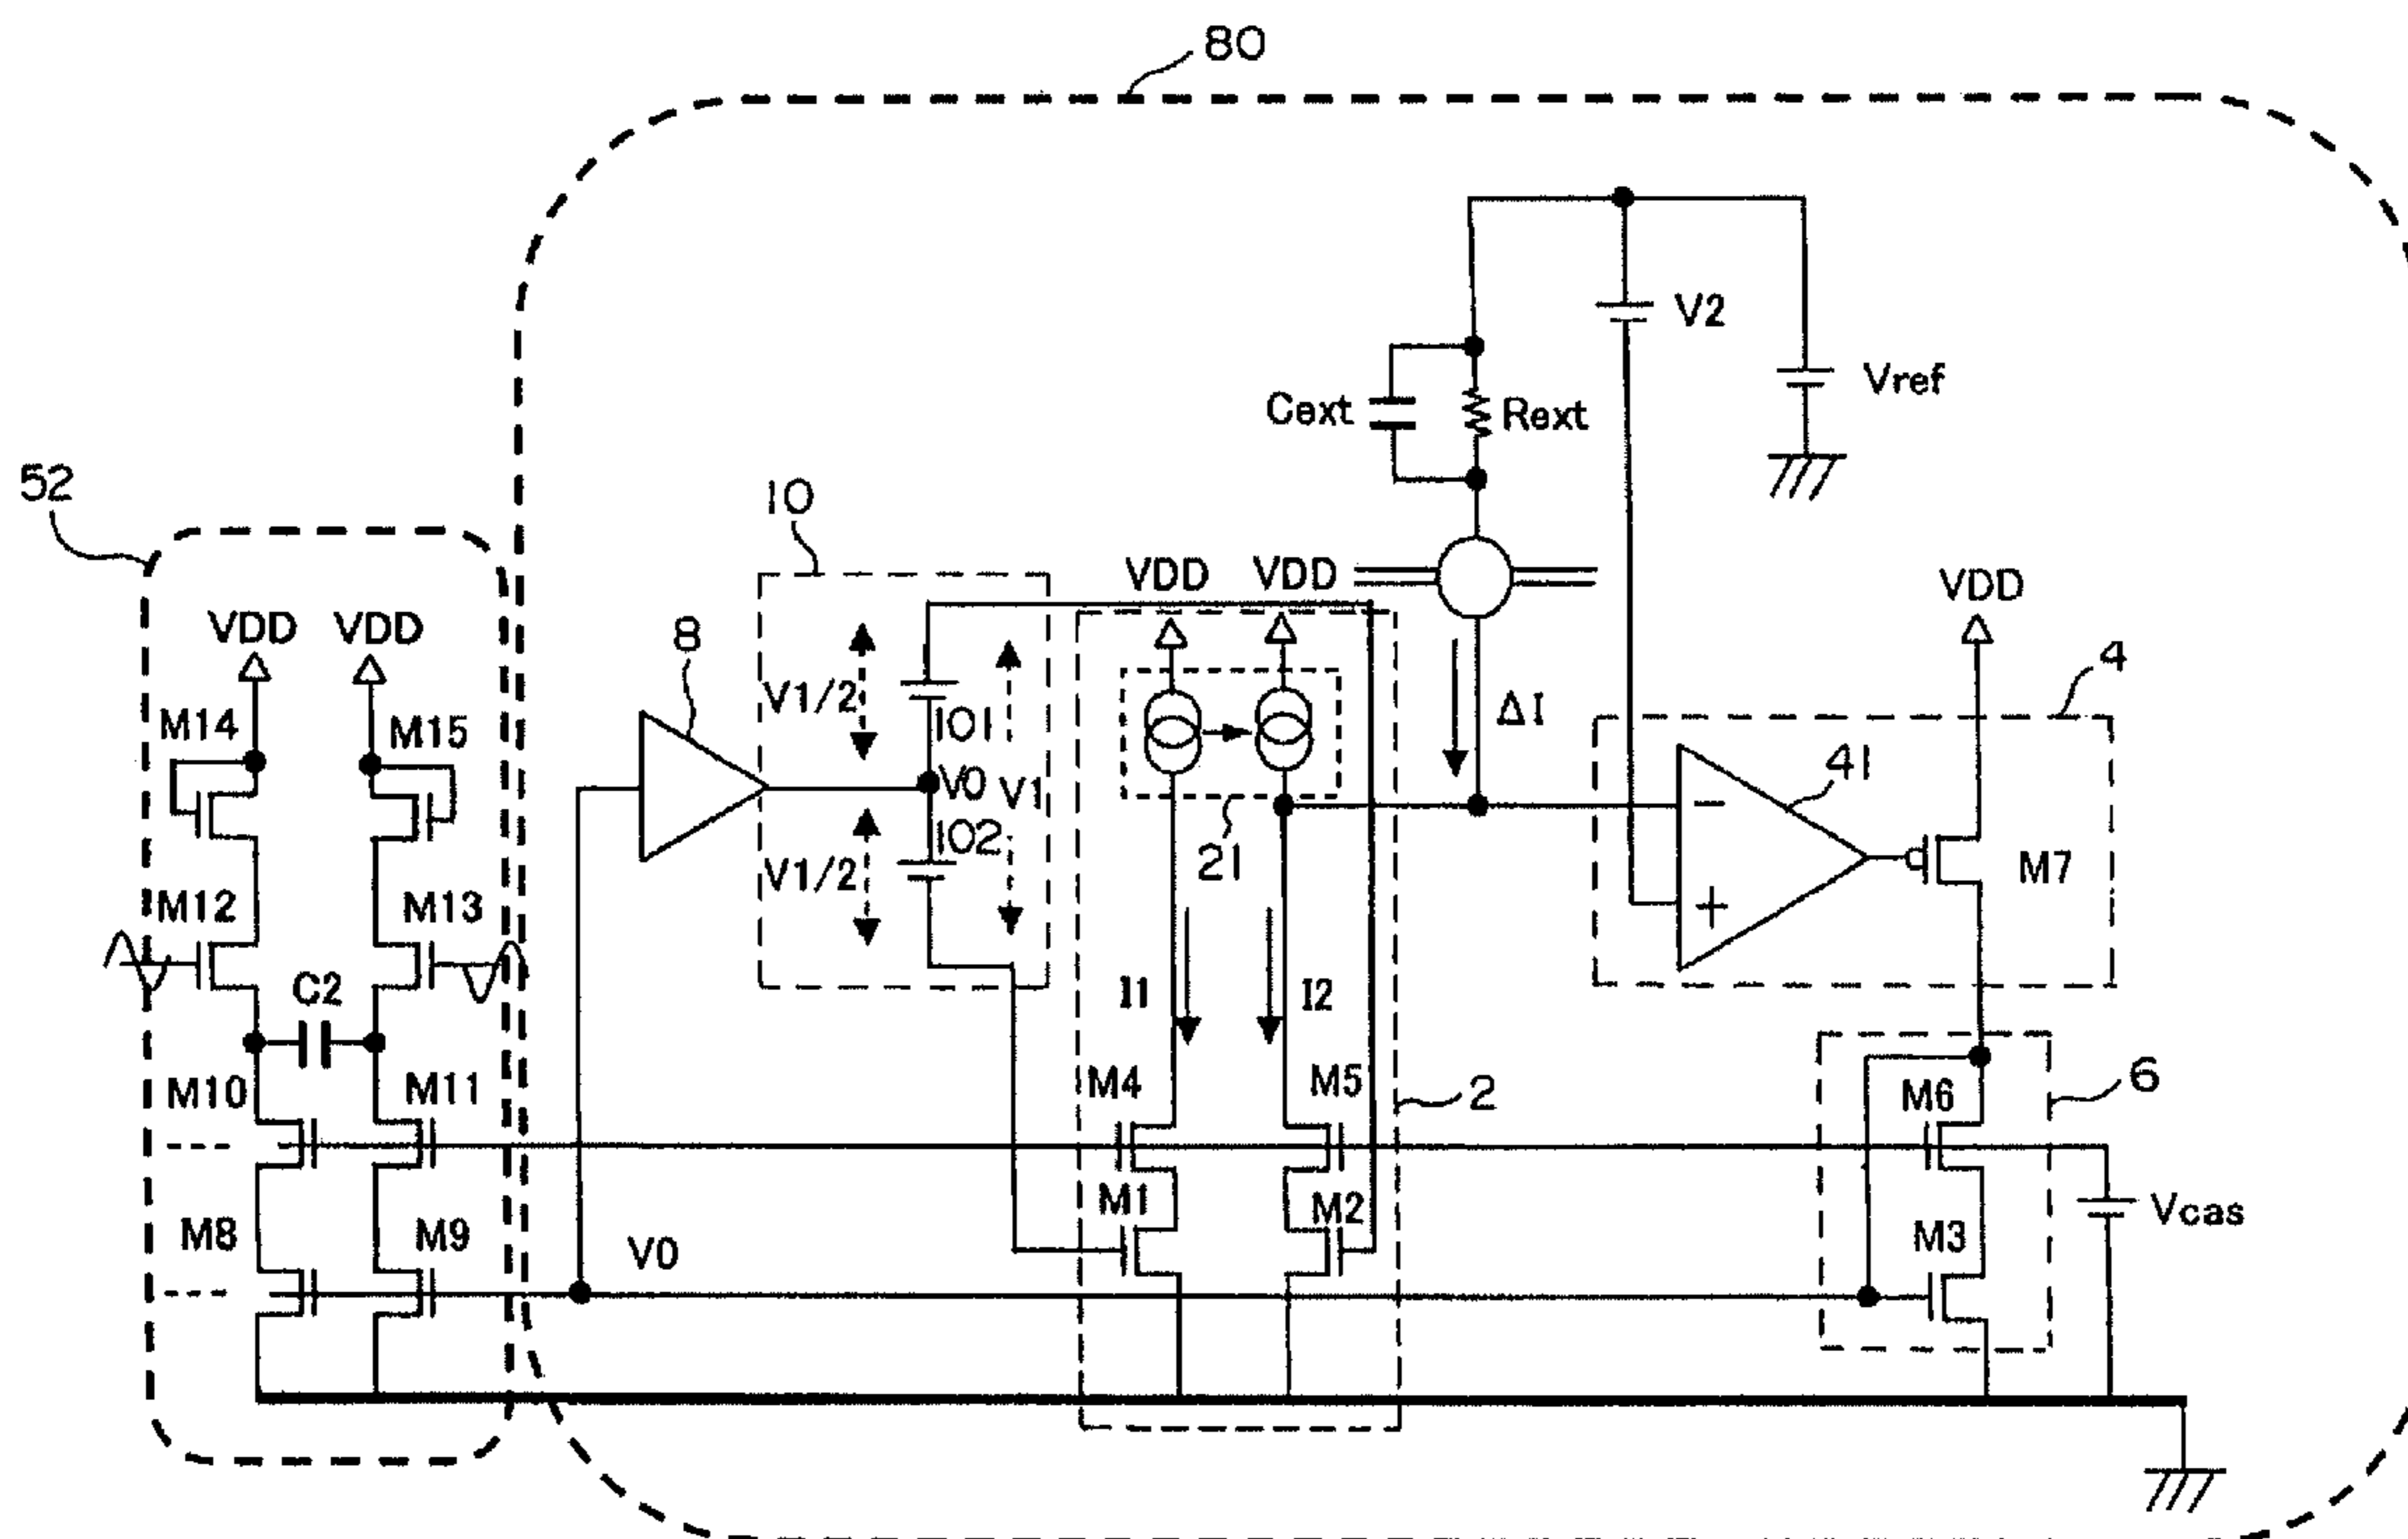 80
V2
Vref
Cext
Rext
52
10
VDD
VDD
VDD
8
VDD
VDD
4
V1/2
101
ΔI
M14
M15
V0
V1
41
102
V1/2
21
M7
M12
M13
C2
I1
I2
M10
M11
M4
M5
2
M6
6
M8
M9
V0
M1
M2
M3
Vcas
−
+